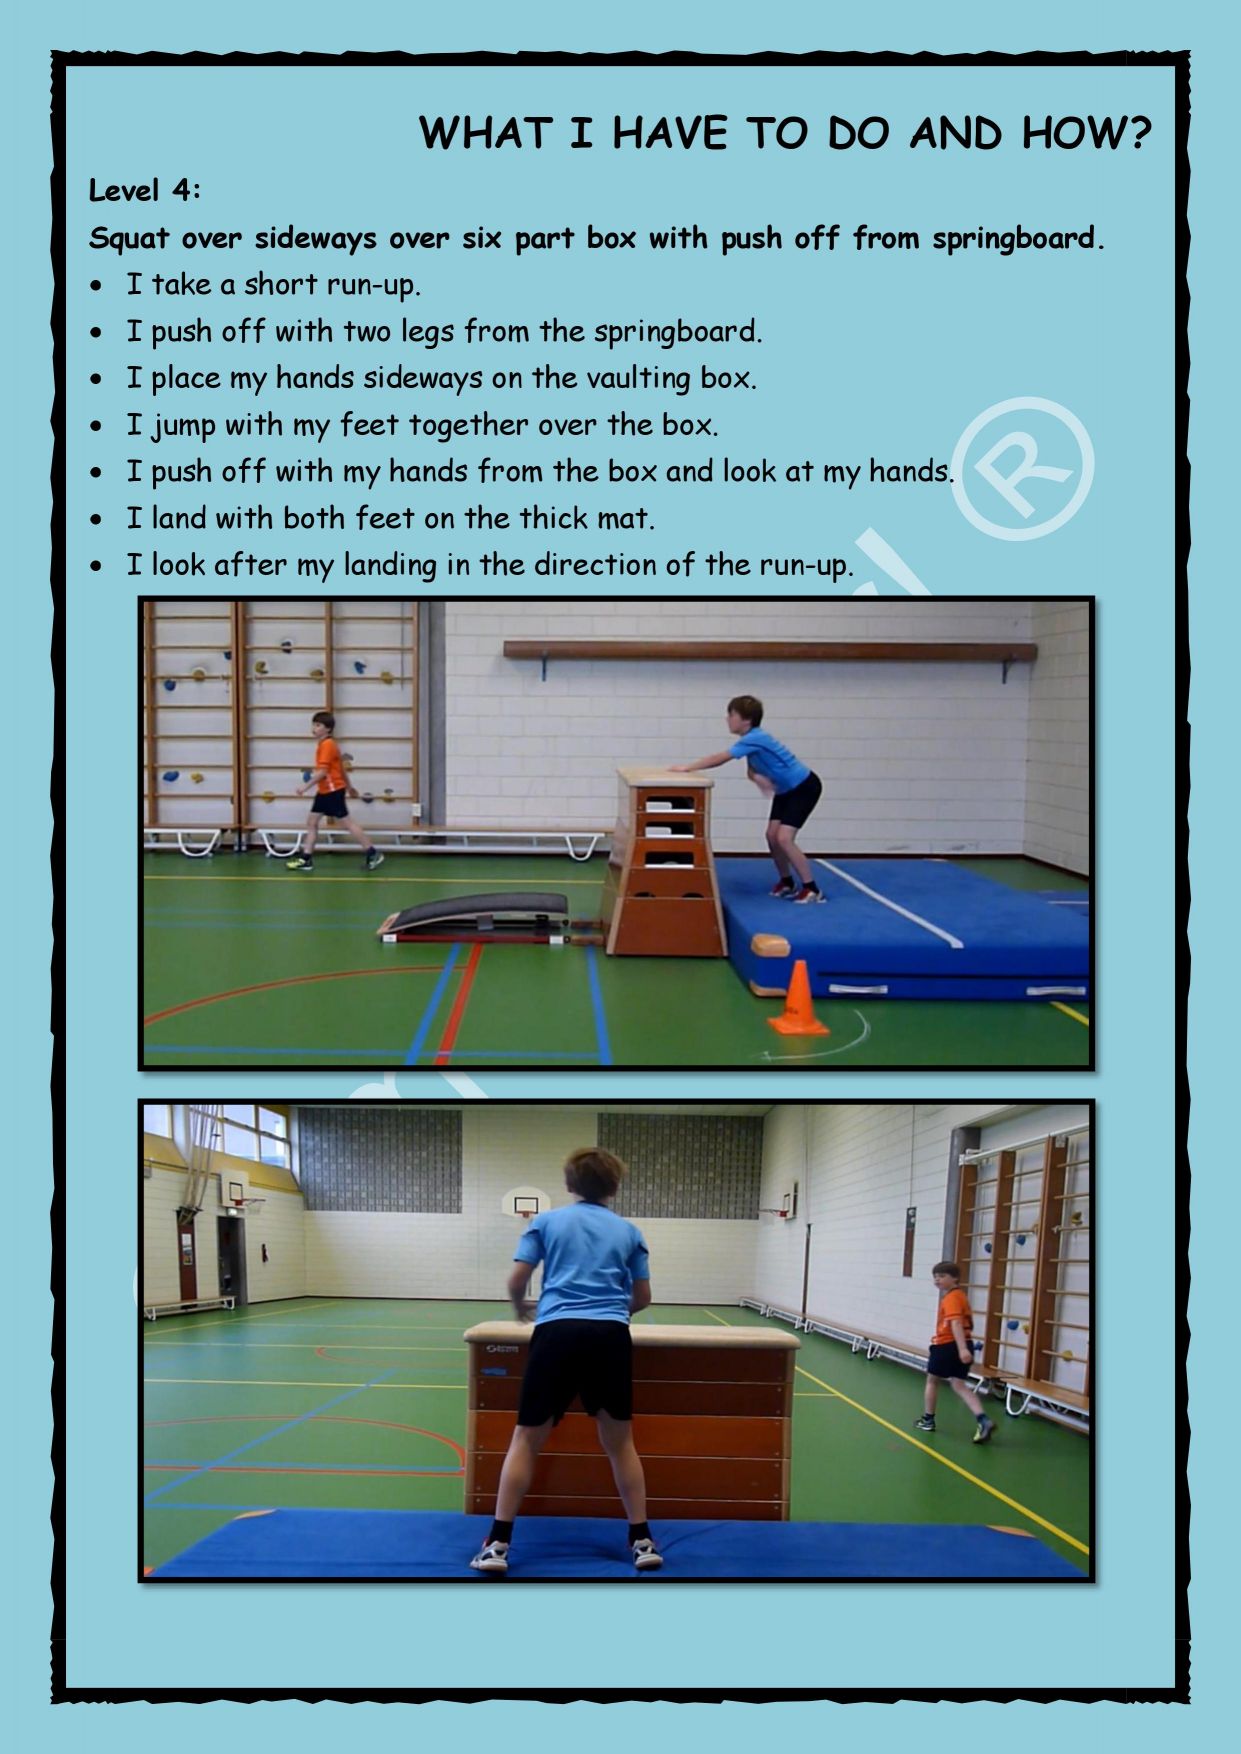 WHAT I HAVE TO DO AND HOW?
Level 4:
Squat over sideways over six part box with push off from springboard.
• I take a short run-up.
• I push off with two legs from the springboard.
• I place my hands sideways on the vaulting box.
• I jump with my feet together over the box.
• I push off with my hands from the box and look at my hands.
• I land with both feet on the thick mat.
• I look after my landing in the direction of the run-up.
®